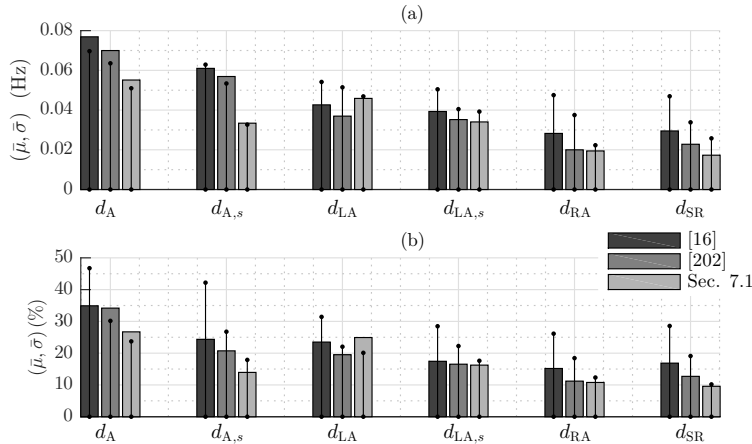 (a)
0.08
0.06
0.04
0.02
0
(μ̄, σ̄) (Hz)
d_A d_A,s d_LA d_LA,s d_RA d_SR
(b)
[16]
[202]
Sec. 7.1
50
40
30
20
10
0
(μ̄, σ̄) (%)
d_A d_A,s d_LA d_LA,s d_RA d_SR